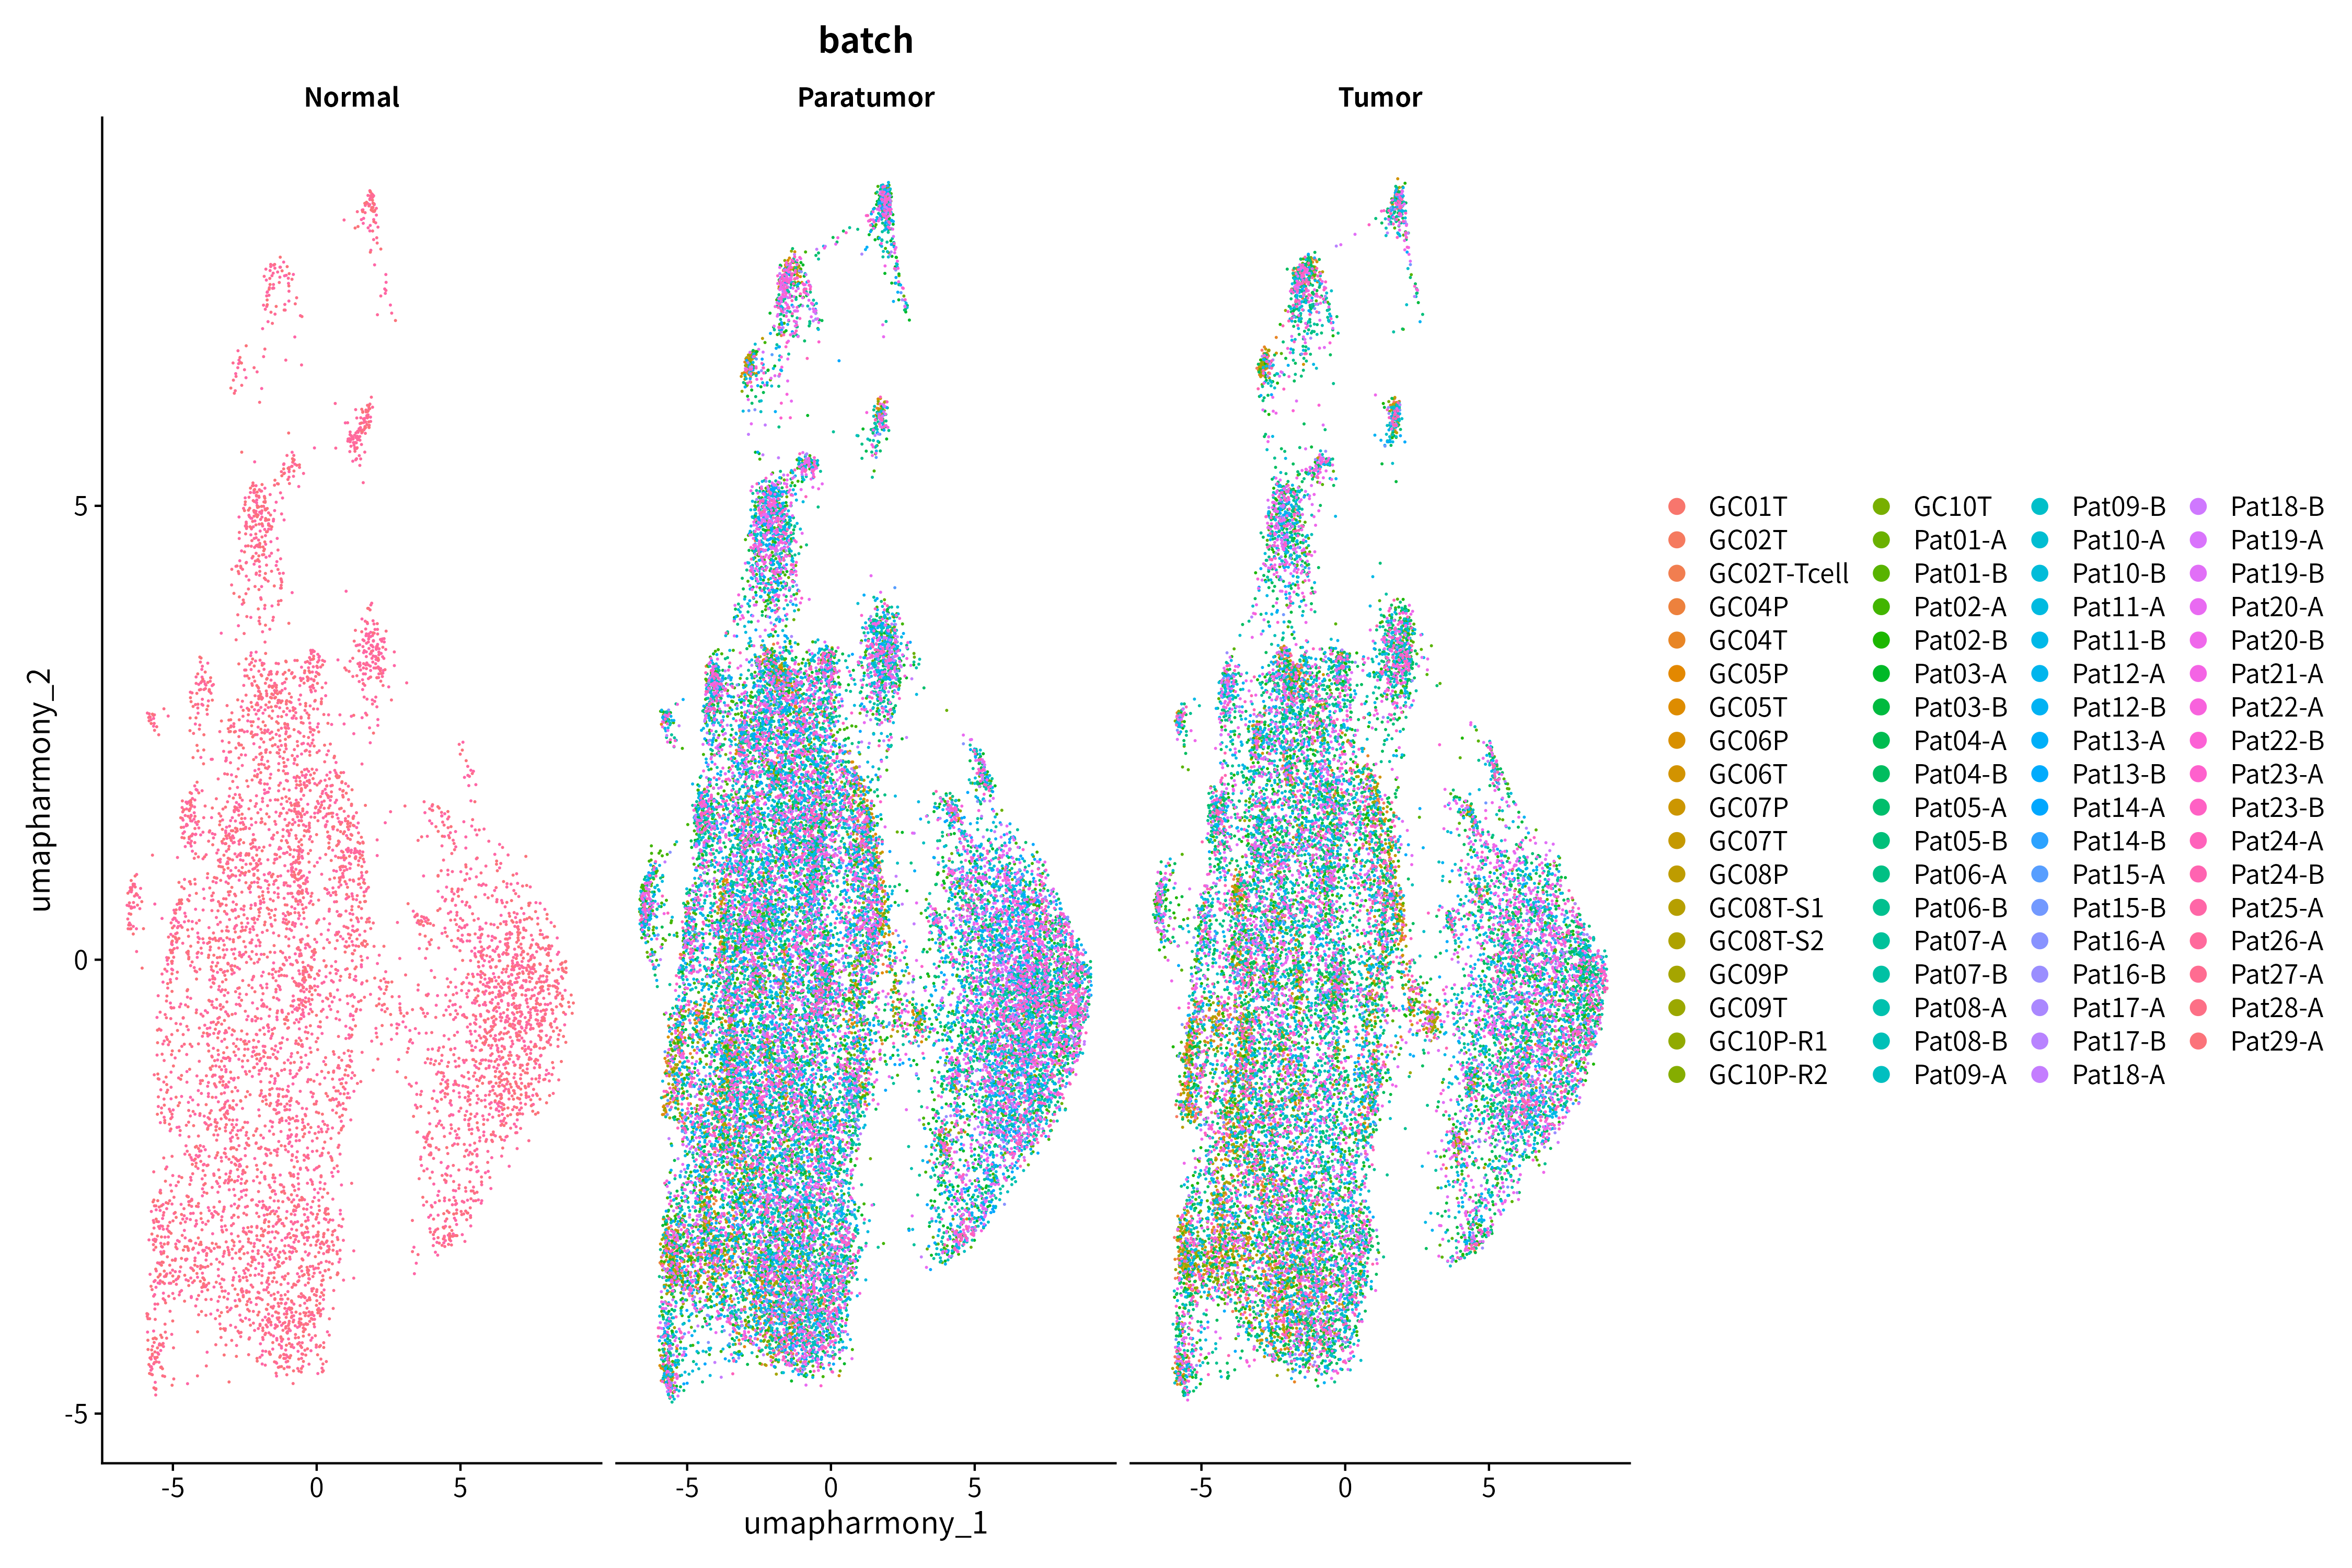 batch
Normal
Paratumor
Tumor
umapharmony_2
5
0
-5
-5 0 5
-5 0 5
-5 0 5
umapharmony_1
GC01T
GC02T
GC02T-Tcell
GC04P
GC04T
GC05P
GC05T
GC06P
GC06T
GC07P
GC07T
GC08P
GC08T-S1
GC08T-S2
GC09P
GC09T
GC10P-R1
GC10P-R2
GC10T
Pat01-A
Pat01-B
Pat02-A
Pat02-B
Pat03-A
Pat03-B
Pat04-A
Pat04-B
Pat05-A
Pat05-B
Pat06-A
Pat06-B
Pat07-A
Pat07-B
Pat08-A
Pat08-B
Pat09-A
Pat09-B
Pat10-A
Pat10-B
Pat11-A
Pat11-B
Pat12-A
Pat12-B
Pat13-A
Pat13-B
Pat14-A
Pat14-B
Pat15-A
Pat15-B
Pat16-A
Pat16-B
Pat17-A
Pat17-B
Pat18-A
Pat18-B
Pat19-A
Pat19-B
Pat20-A
Pat20-B
Pat21-A
Pat22-A
Pat22-B
Pat23-A
Pat23-B
Pat24-A
Pat24-B
Pat25-A
Pat26-A
Pat27-A
Pat28-A
Pat29-A